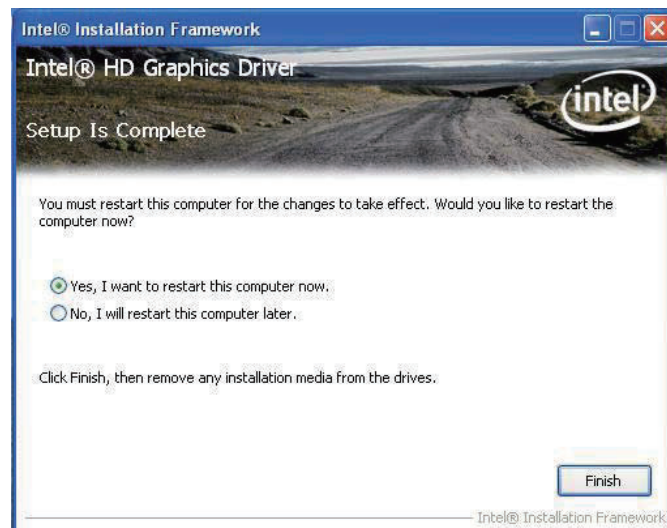 Intel® Installation Framework
Intel® HD Graphics Driver
intel
Setup Is Complete
You must restart this computer for the changes to take effect. Would you like to restart the
computer now?
Yes, I want to restart this computer now.
No, I will restart this computer later.
Click Finish, then remove any installation media from the drives.
Finish
Intel® Installation Framework